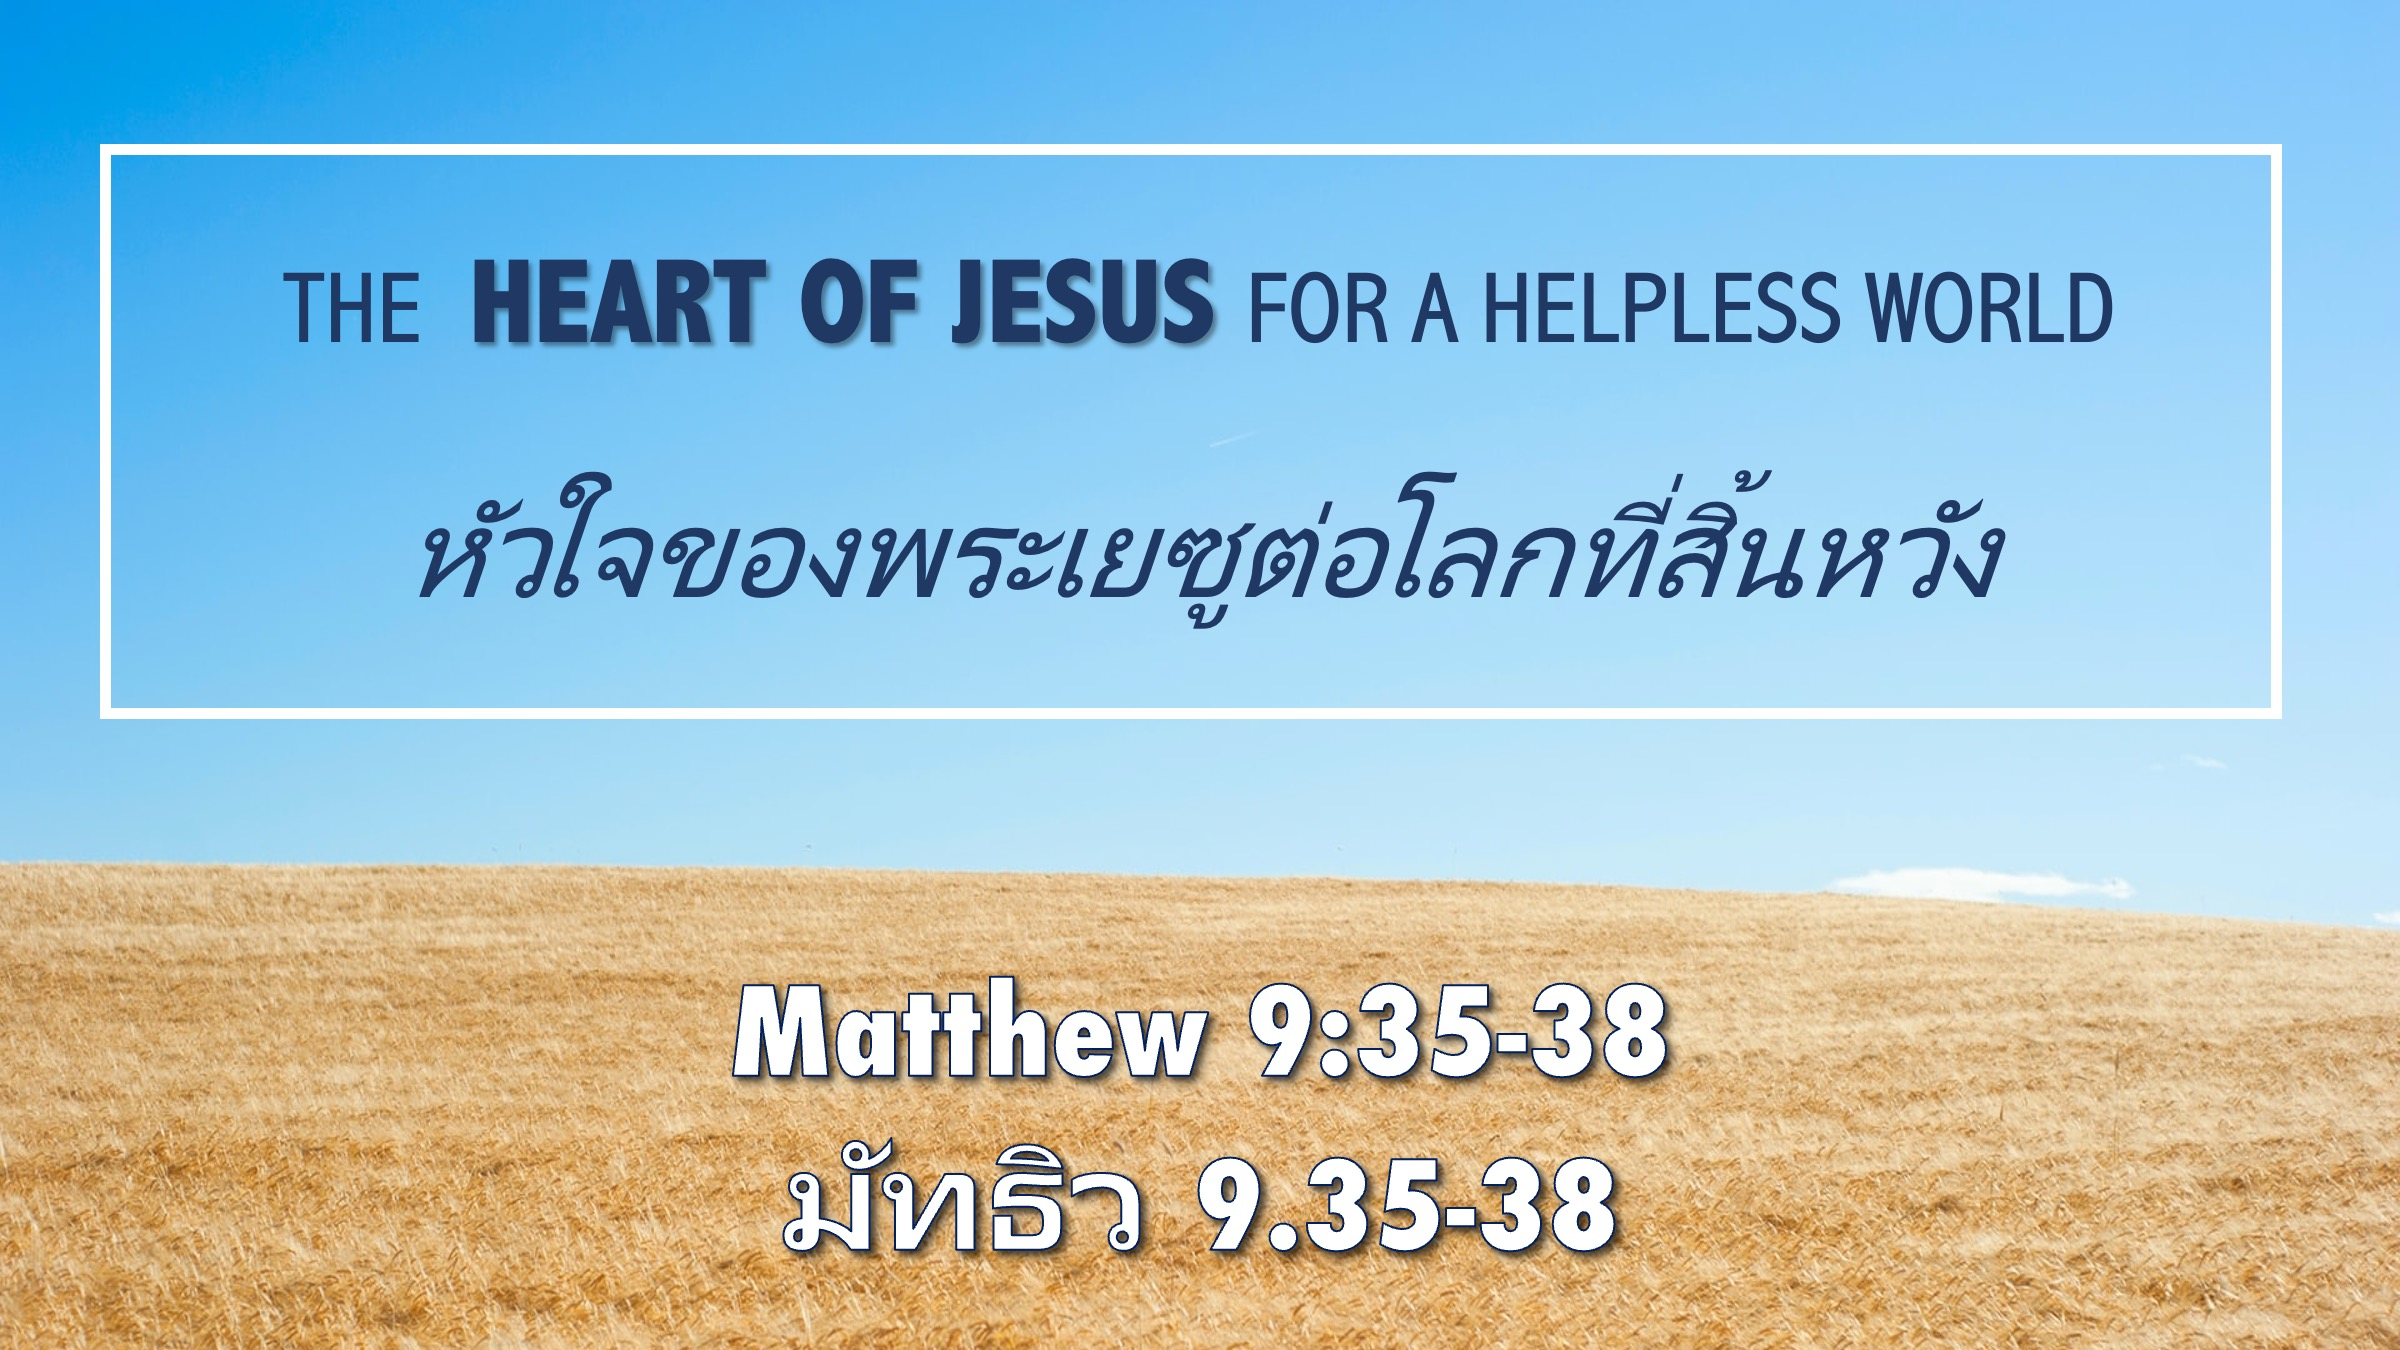 THE HEART OF JESUS FOR A HELPLESS WORLD
หัวใจของพระเยซูต่อโลกที่สิ้นหวัง
Matthew 9:35-38
มัทธิว 9.35-38